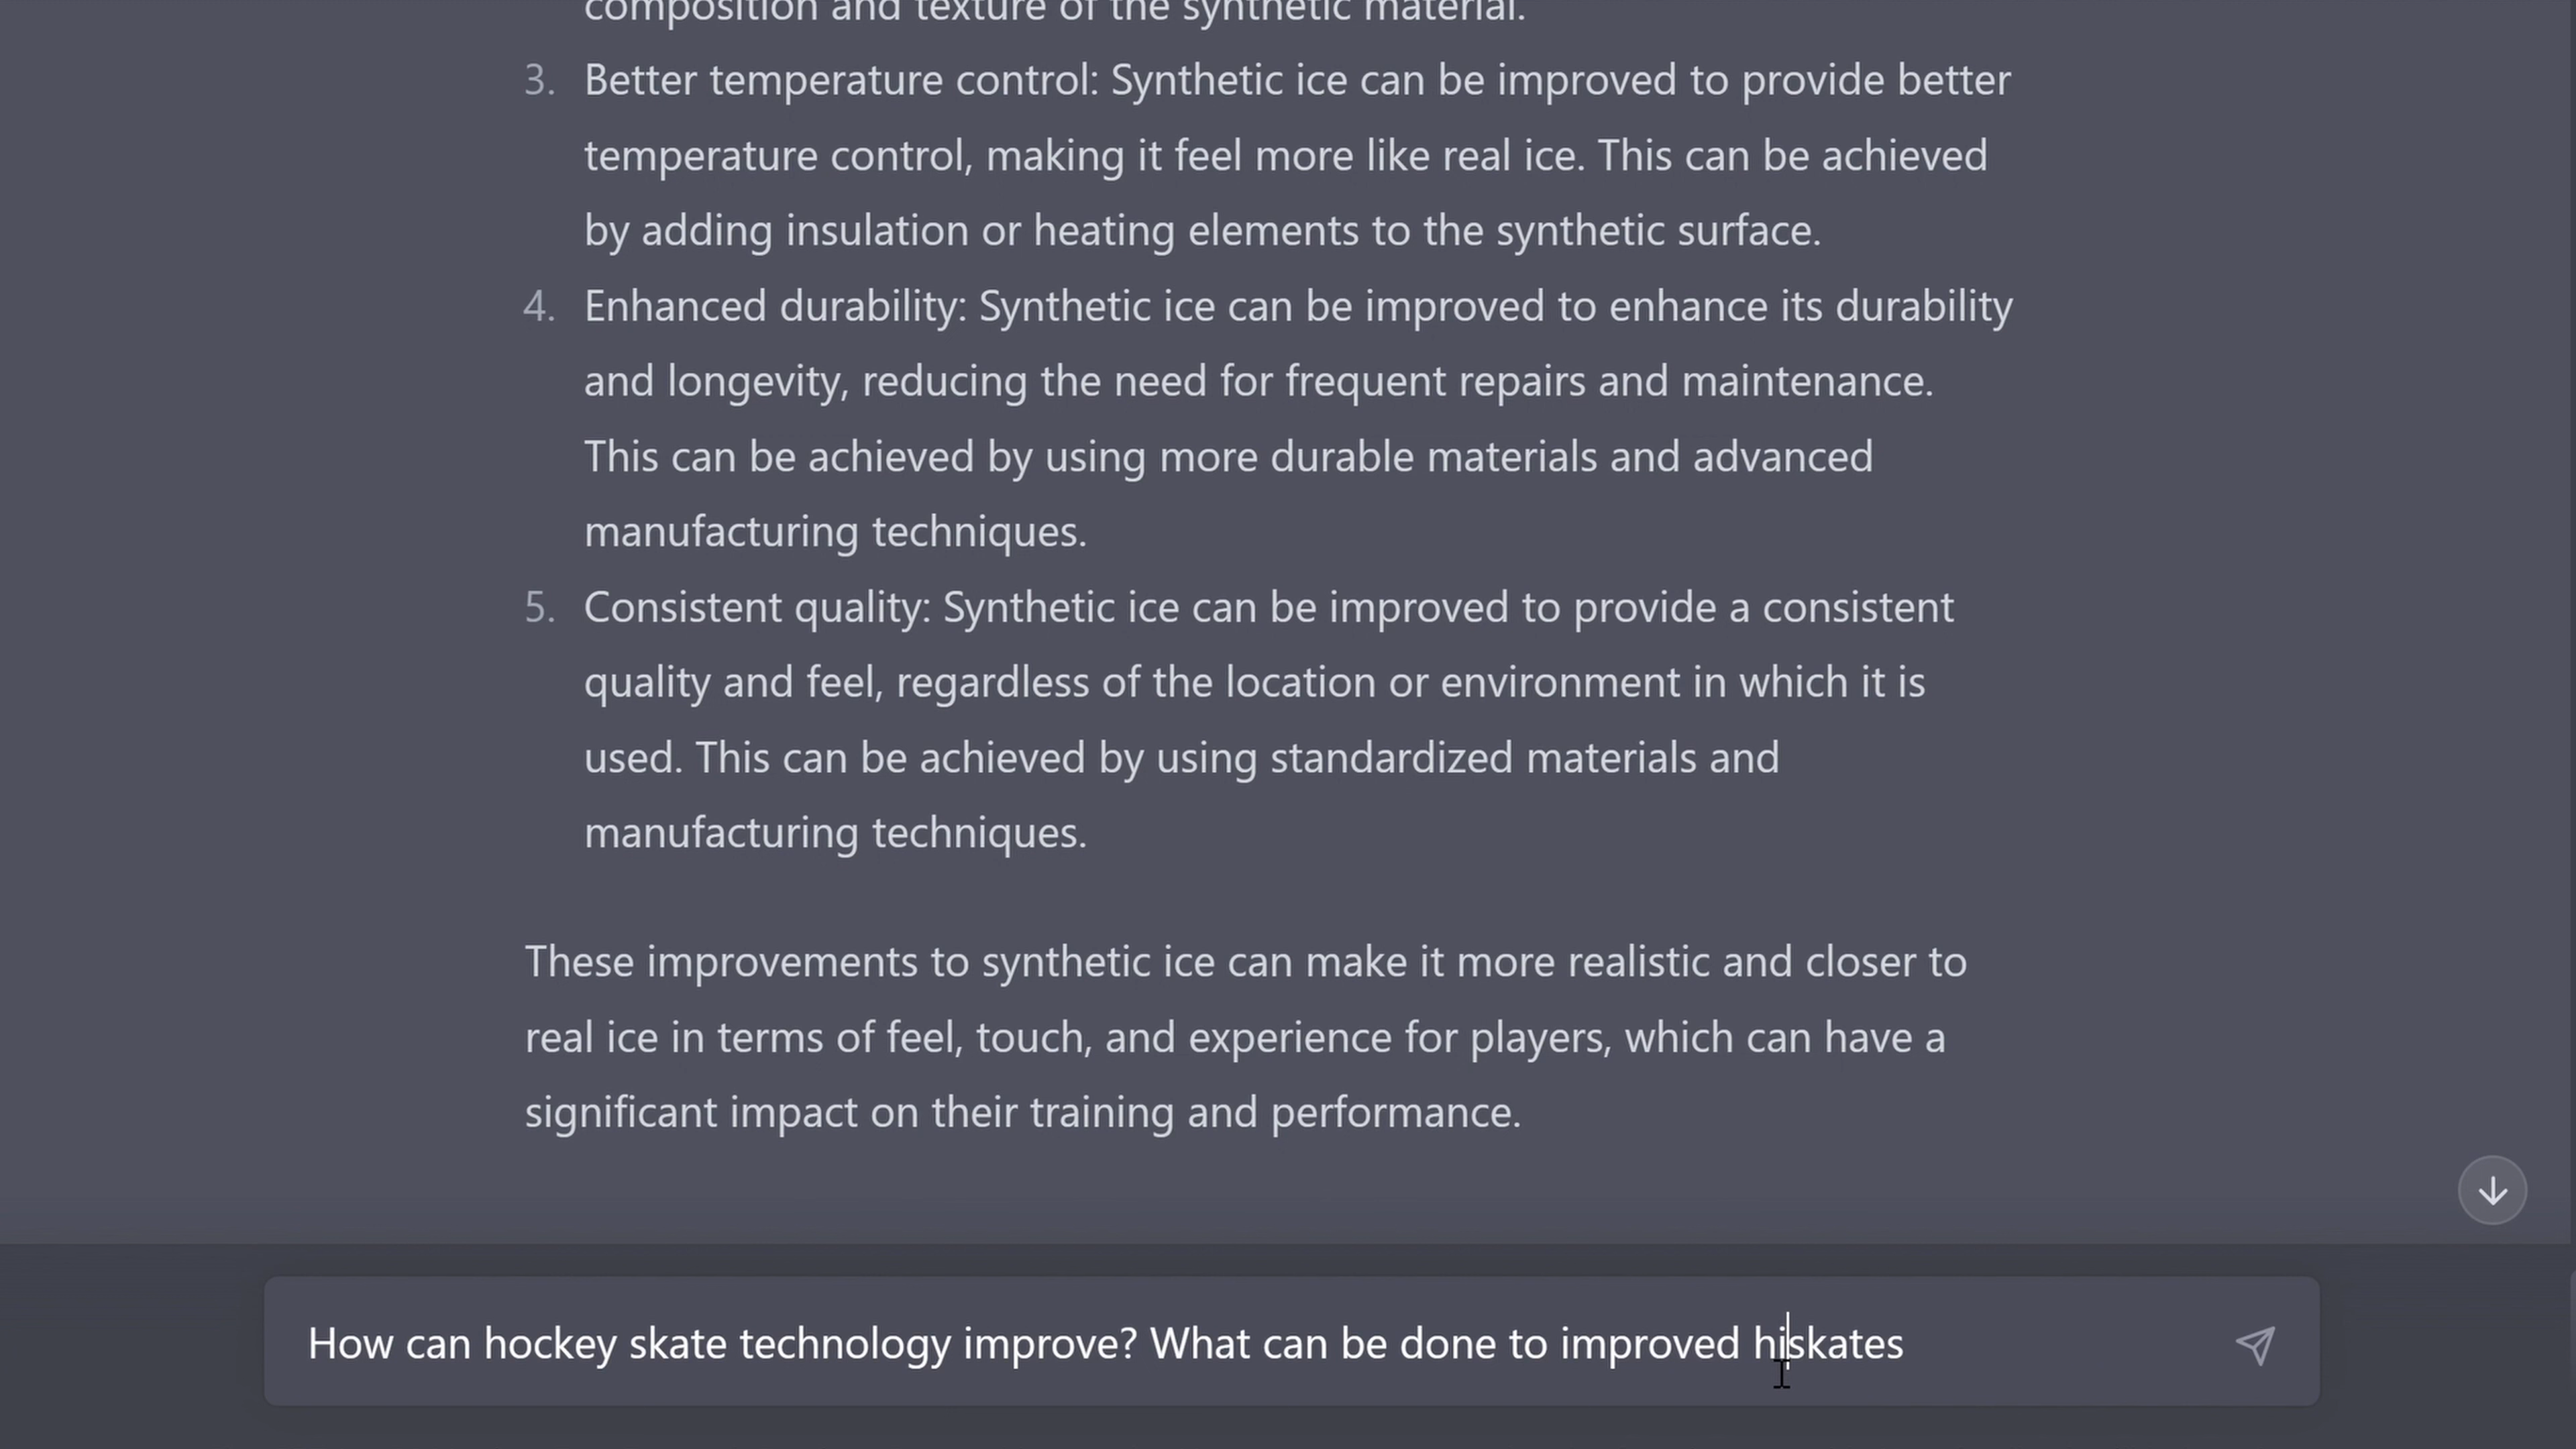 composition and texture of the synthetic material.
3. Better temperature control: Synthetic ice can be improved to provide better
temperature control, making it feel more like real ice. This can be achieved
by adding insulation or heating elements to the synthetic surface.
4. Enhanced durability: Synthetic ice can be improved to enhance its durability
and longevity, reducing the need for frequent repairs and maintenance.
This can be achieved by using more durable materials and advanced
manufacturing techniques.
5. Consistent quality: Synthetic ice can be improved to provide a consistent
quality and feel, regardless of the location or environment in which it is
used. This can be achieved by using standardized materials and
manufacturing techniques.
These improvements to synthetic ice can make it more realistic and closer to
real ice in terms of feel, touch, and experience for players, which can have a
significant impact on their training and performance.
How can hockey skate technology improve? What can be done to improved hiskates